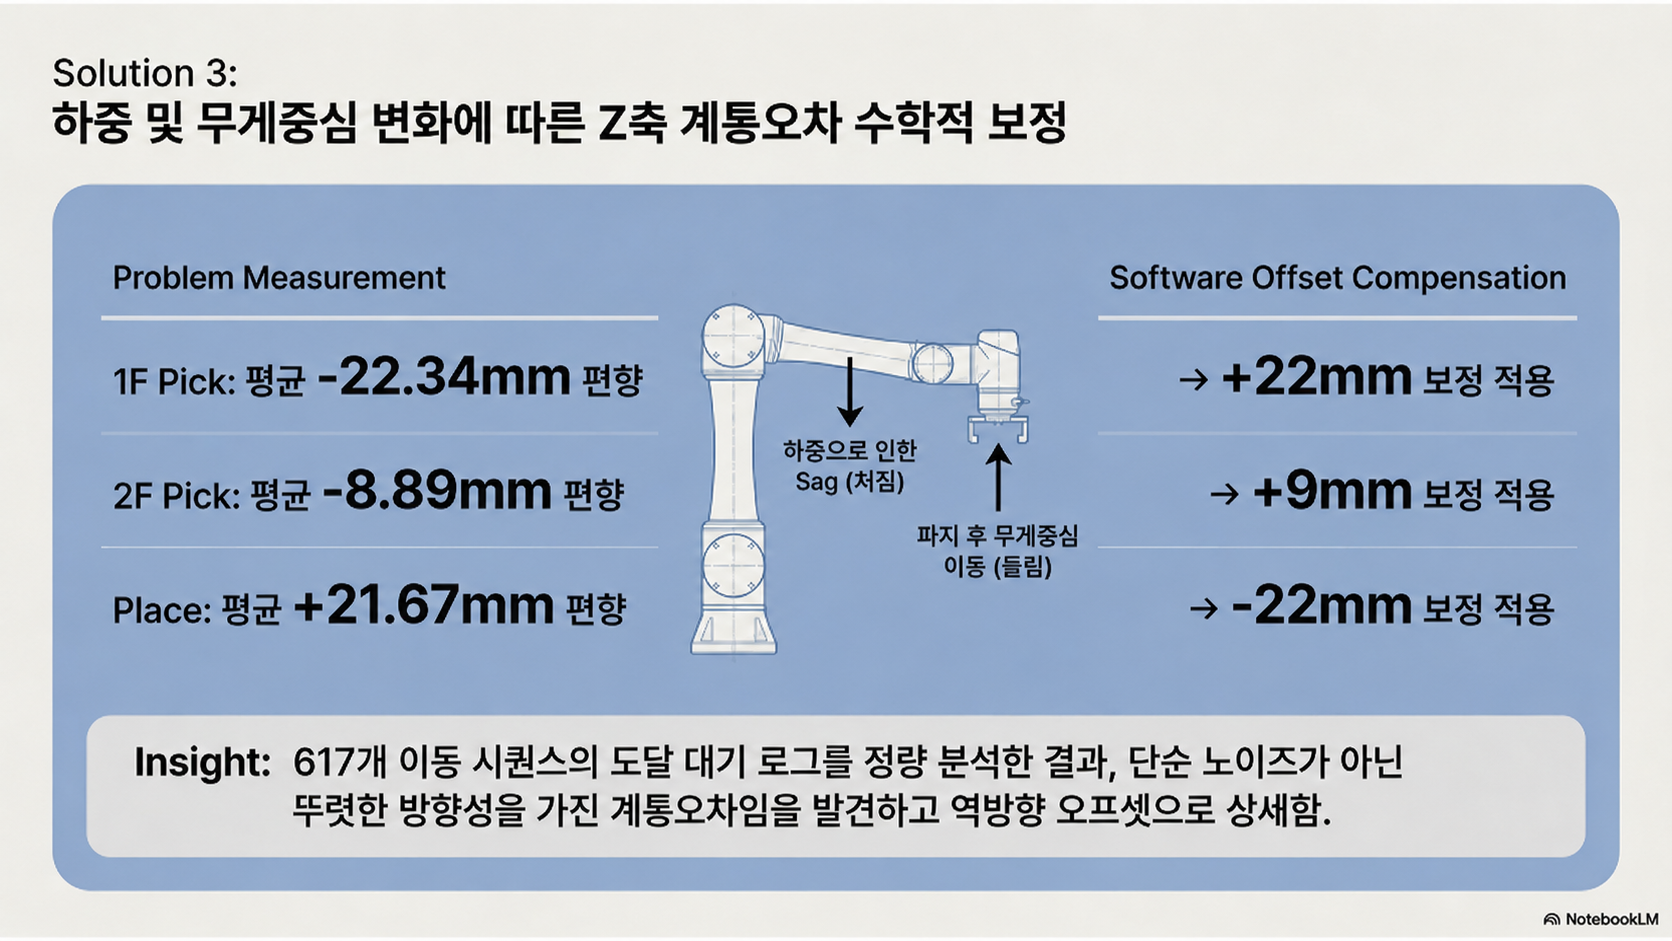 Solution 3:
하중 및 무게중심 변화에 따른 Z축 계통오차 수학적 보정
Problem Measurement
1F Pick: 평균 -22.34mm 편향
2F Pick: 평균 -8.89mm 편향
Place: 평균 +21.67mm 편향
하중으로 인한
Sag (처짐)
파지 후 무게중심
이동 (들림)
Software Offset Compensation
→ +22mm 보정 적용
→ +9mm 보정 적용
→ -22mm 보정 적용
Insight: 617개 이동 시퀀스의 도달 대기 로그를 정량 분석한 결과, 단순 노이즈가 아닌
뚜렷한 방향성을 가진 계통오차임을 발견하고 역방향 오프셋으로 상세함.
NotebookLM